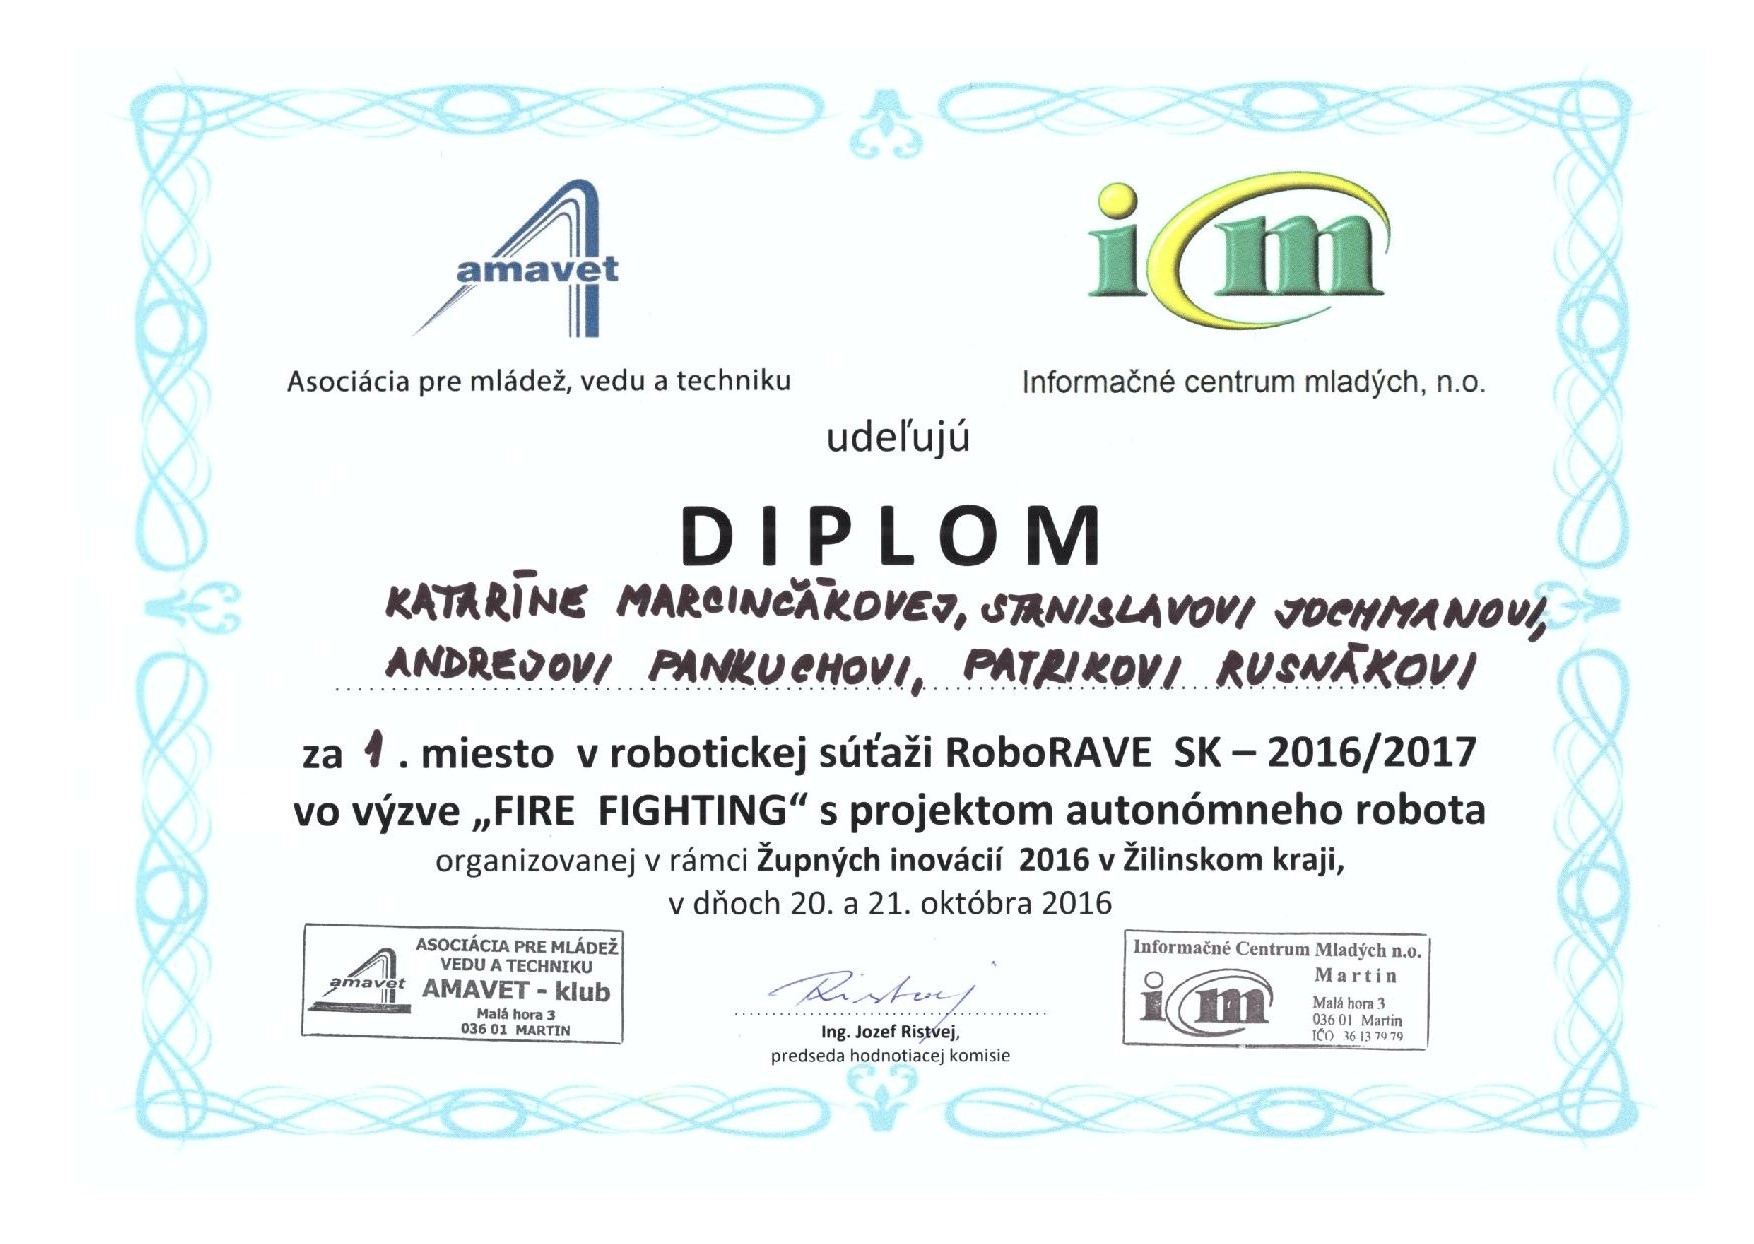 amavet
icm
Asociácia pre mládež, vedu a techniku
Informačné centrum mladých, n.o.
udeľujú
DIPLOM
KATARÍNE MARCINČÁKOVEJ, STANISLAVOVI JOCHMANOVI,
ANDREJOVI PANKUCHOVI, PATRIKOVI RUSNÁKOVI
za 1. miesto v robotickej súťaži RoboRAVE SK – 2016/2017
vo výzve „FIRE FIGHTING“ s projektom autonómneho robota
organizovanej v rámci Župných inovácií 2016 v Žilinskom kraji,
v dňoch 20. a 21. októbra 2016
ASOCIÁCIA PRE MLÁDEŽ
VEDU A TECHNIKU
amavet
AMAVET - klub
Malá hora 3
036 01 MARTIN
Ristvej
Ing. Jozef Ristvej,
predseda hodnotiacej komisie
Informačné Centrum Mladých n.o.
Martin
icm
Malá hora 3
036 01 Martin
IČO 36 13 79 79